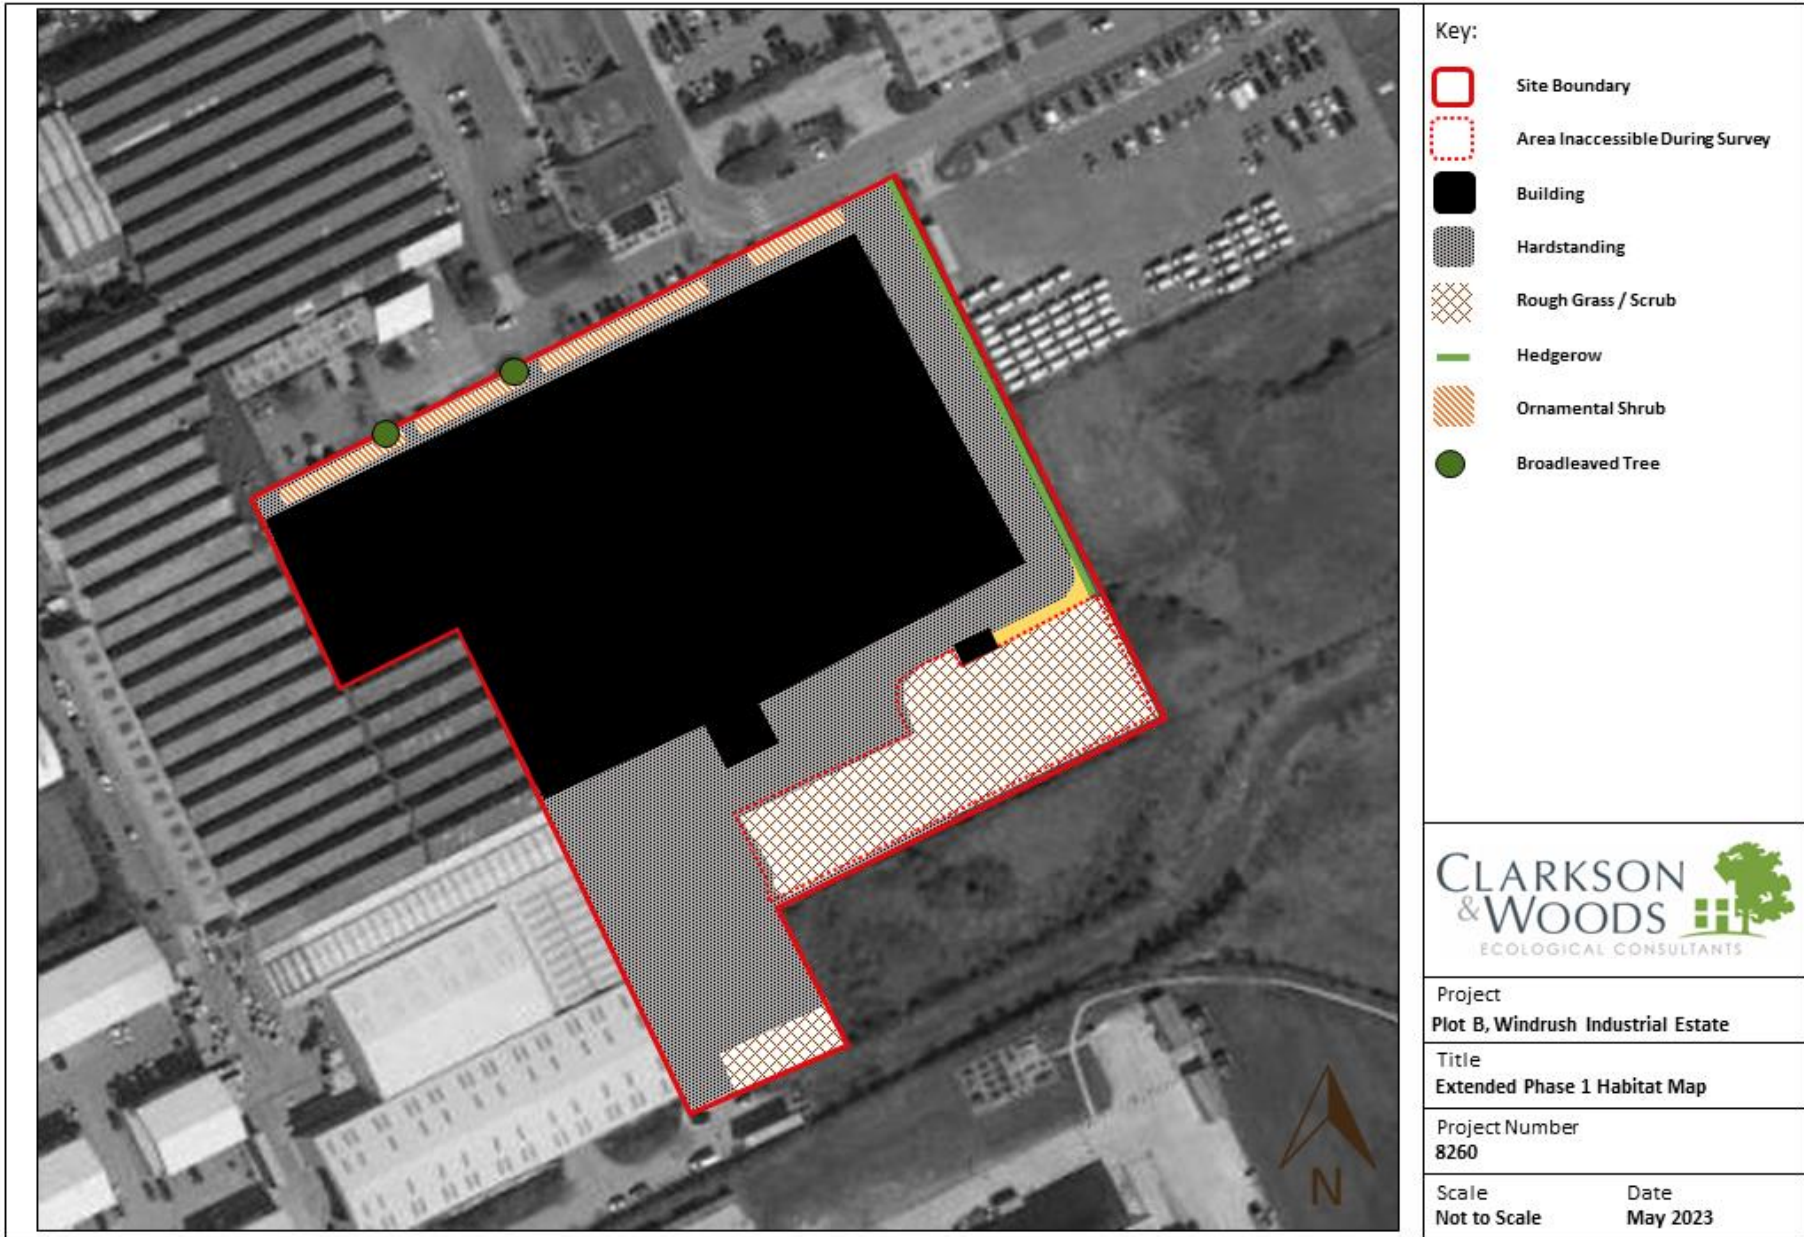 Key:
Site Boundary
Area Inaccessible During Survey
Building
Hardstanding
Rough Grass / Scrub
Hedgerow
Ornamental Shrub
Broadleaved Tree
CLARKSON
& WOODS
ECOLOGICAL CONSULTANTS
Project
Plot B, Windrush Industrial Estate
Title
Extended Phase 1 Habitat Map
Project Number
8260
Scale
Not to Scale
Date
May 2023
N